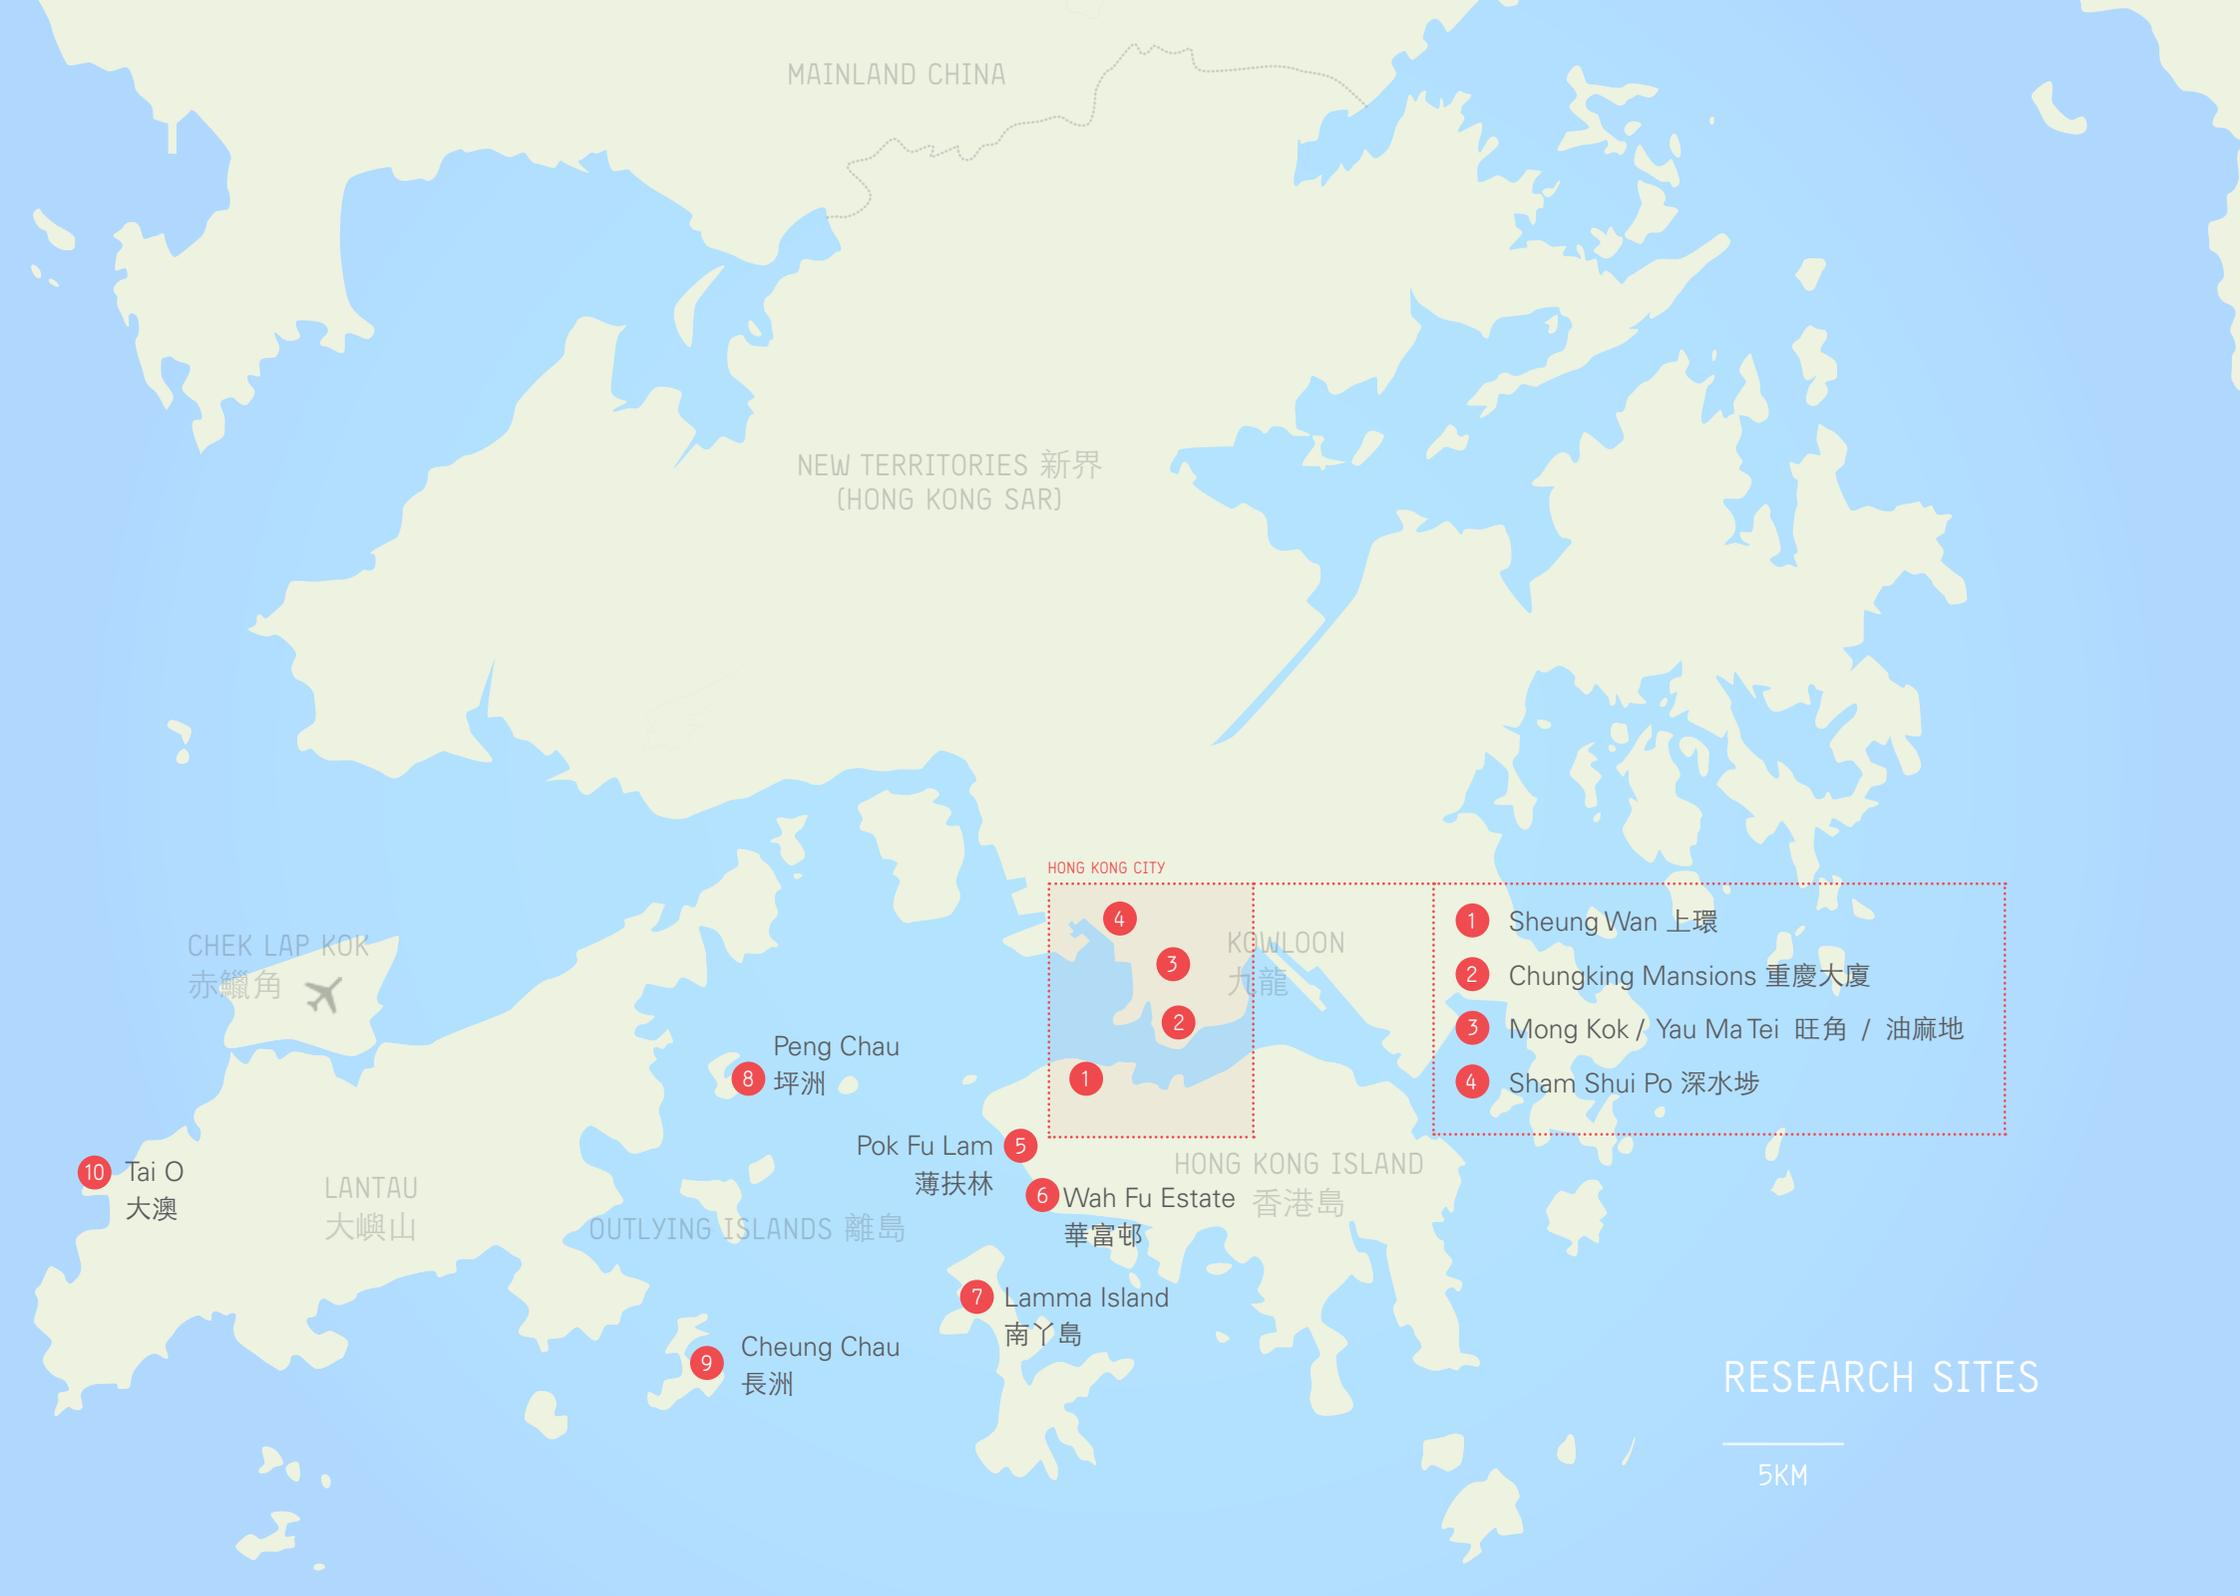 MAINLAND CHINA
NEW TERRITORIES 新界
(HONG KONG SAR)
HONG KONG CITY
4
3
2
1
KOWLOON
九龍
1 Sheung Wan 上環
2 Chungking Mansions 重慶大廈
3 Mong Kok / Yau Ma Tei 旺角 / 油麻地
4 Sham Shui Po 深水埗
CHEK LAP KOK
赤鱲角
8 Peng Chau
坪洲
10 Tai O
大澳
LANTAU
大嶼山
OUTLYING ISLANDS 離島
Pok Fu Lam 5
薄扶林
HONG KONG ISLAND
香港島
6 Wah Fu Estate
華富邨
7 Lamma Island
南丫島
9 Cheung Chau
長洲
RESEARCH SITES
5KM